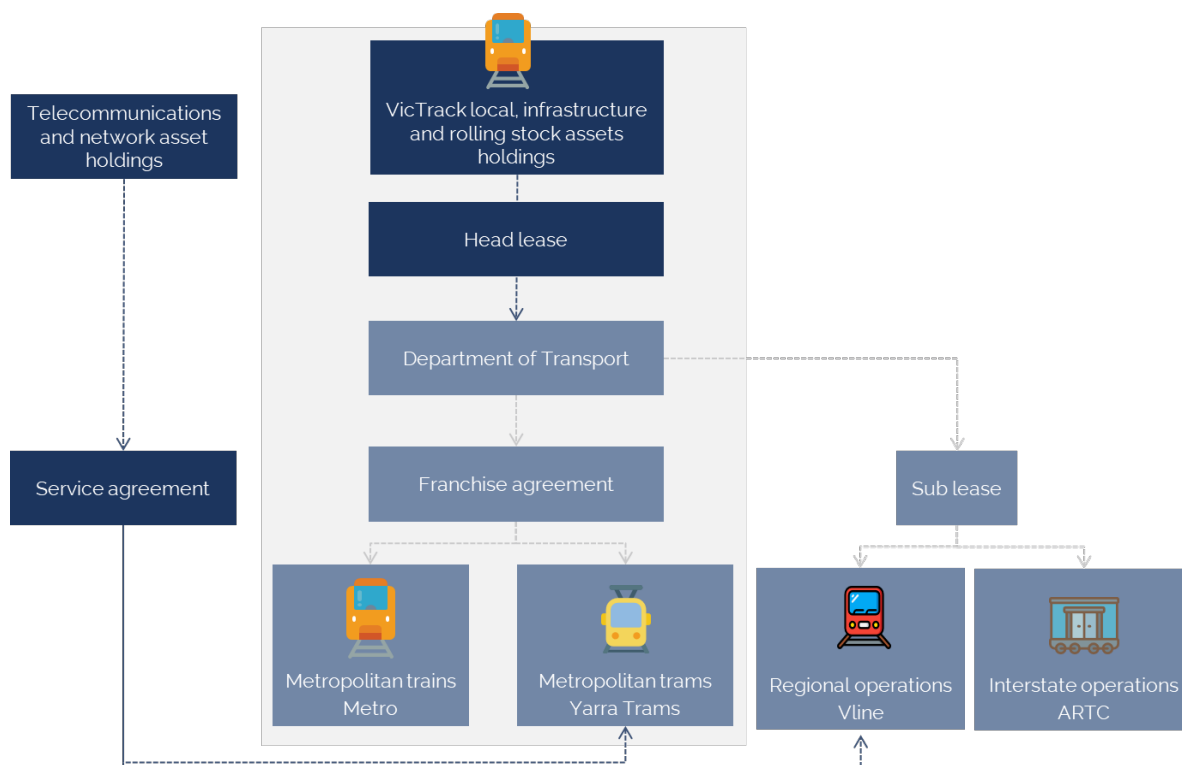 VicTrack local, infrastructure
and rolling stock assets
holdings
Telecommunications
and network asset
holdings
Head lease
Department of Transport
Service agreement
Franchise agreement
Sub lease
Metropolitan trains
Metro
Metropolitan trams
Yarra Trams
Regional operations
Vline
Interstate operations
ARTC